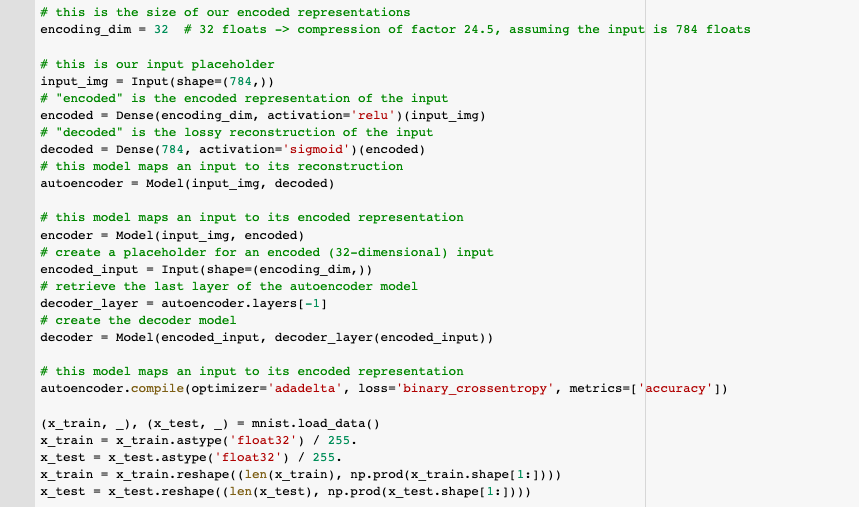 # this is the size of our encoded representations
encoding_dim = 32  # 32 floats -> compression of factor 24.5, assuming the input is 784 floats
# this is our input placeholder
input_img = Input(shape=(784,))
# "encoded" is the encoded representation of the input
encoded = Dense(encoding_dim, activation='relu')(input_img)
# "decoded" is the lossy reconstruction of the input
decoded = Dense(784, activation='sigmoid')(encoded)
# this model maps an input to its reconstruction
autoencoder = Model(input_img, decoded)
# this model maps an input to its encoded representation
encoder = Model(input_img, encoded)
# create a placeholder for an encoded (32-dimensional) input
encoded_input = Input(shape=(encoding_dim,))
# retrieve the last layer of the autoencoder model
decoder_layer = autoencoder.layers[-1]
# create the decoder model
decoder = Model(encoded_input, decoder_layer(encoded_input))
# this model maps an input to its encoded representation
autoencoder.compile(optimizer='adadelta', loss='binary_crossentropy', metrics=['accuracy'])
(x_train, _), (x_test, _) = mnist.load_data()
x_train = x_train.astype('float32') / 255.
x_test = x_test.astype('float32') / 255.
x_train = x_train.reshape((len(x_train), np.prod(x_train.shape[1:])))
x_test = x_test.reshape((len(x_test), np.prod(x_test.shape[1:])))